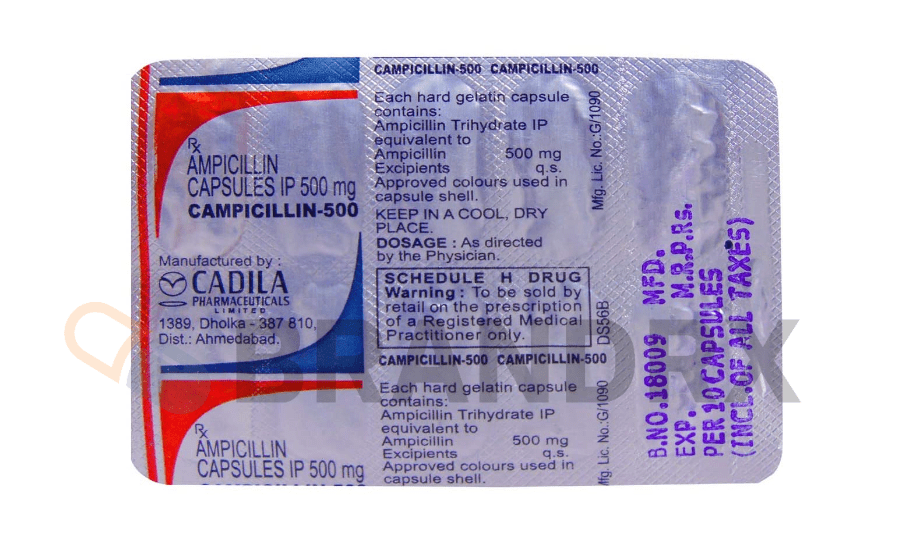 CAMPICILLIN-500 CAMPICILLIN-500
Rx
AMPICILLIN
CAPSULES IP 500 mg
CAMPICILLIN-500
Manufactured by :
CADILA
PHARMACEUTICALS
LIMITED
1389, Dholka - 387 810,
Dist.: Ahmedabad.
Each hard gelatin capsule
contains:
Ampicillin Trihydrate IP
equivalent to
Ampicillin 500 mg
Excipients q.s.
Approved colours used in
capsule shell.
KEEP IN A COOL, DRY
PLACE.
DOSAGE : As directed
by the Physician.
SCHEDULE H DRUG
Warning : To be sold by
retail on the prescription
of a Registered Medical
Practitioner only.
Mfg. Lic. No.:G/1090
DS56B
CAMPICILLIN-500 CAMPICILLIN-500
Rx
AMPICILLIN
CAPSULES IP 500 mg
CAMPICILLIN-500
Each hard gelatin capsule
contains:
Ampicillin Trihydrate IP
equivalent to
Ampicillin 500 mg
Excipients q.s.
Approved colours used in
capsule shell.
Mfg. Lic. No.:G/1090
B.NO.18009 MFD.
EXP. M.R.P.Rs.
PER 10 CAPSULES
(INCL.OF ALL TAXES)
BRANDRX